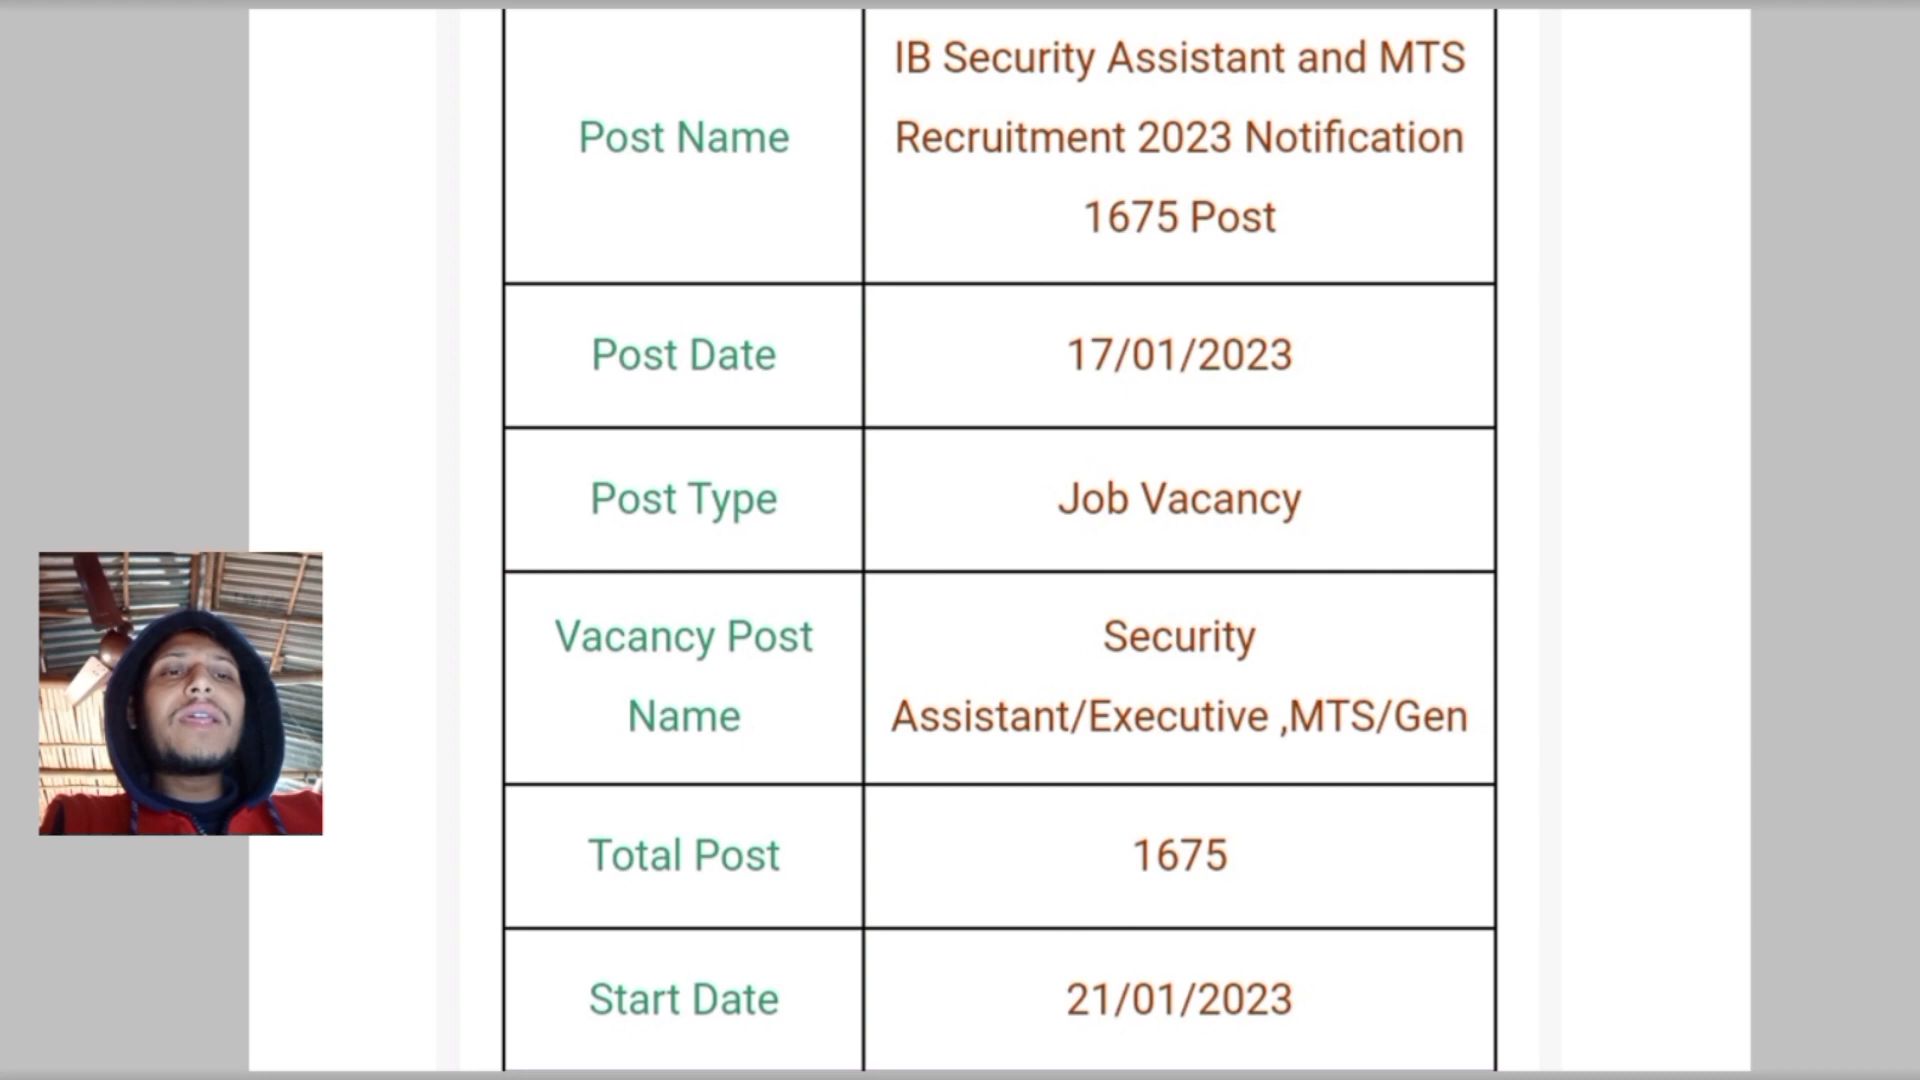 IB Security Assistant and MTS
Post Name
Recruitment 2023 Notification
1675 Post
Post Date
17/01/2023
Post Type
Job Vacancy
Vacancy Post
Name
Security
Assistant/Executive ,MTS/Gen
Total Post
1675
Start Date
21/01/2023